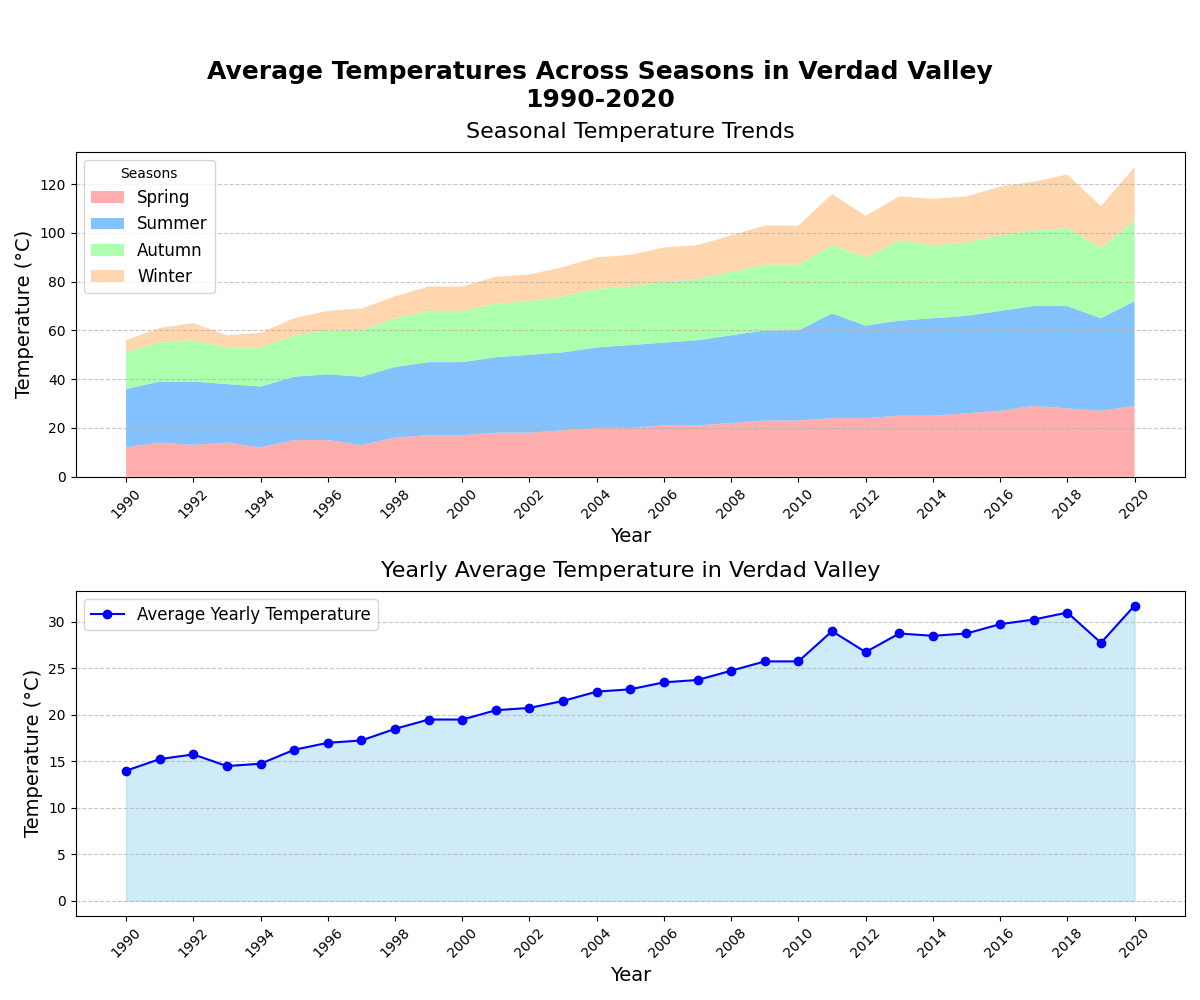 Average Temperatures Across Seasons in Verdad Valley
1990-2020
Seasonal Temperature Trends
Seasons
Spring
Summer
Autumn
Winter
Temperature (°C)
120
100
80
60
40
20
0
1990 1992 1994 1996 1998 2000 2002 2004 2006 2008 2010 2012 2014 2016 2018 2020
Year
Yearly Average Temperature in Verdad Valley
Average Yearly Temperature
Temperature (°C)
30
25
20
15
10
5
0
1990 1992 1994 1996 1998 2000 2002 2004 2006 2008 2010 2012 2014 2016 2018 2020
Year